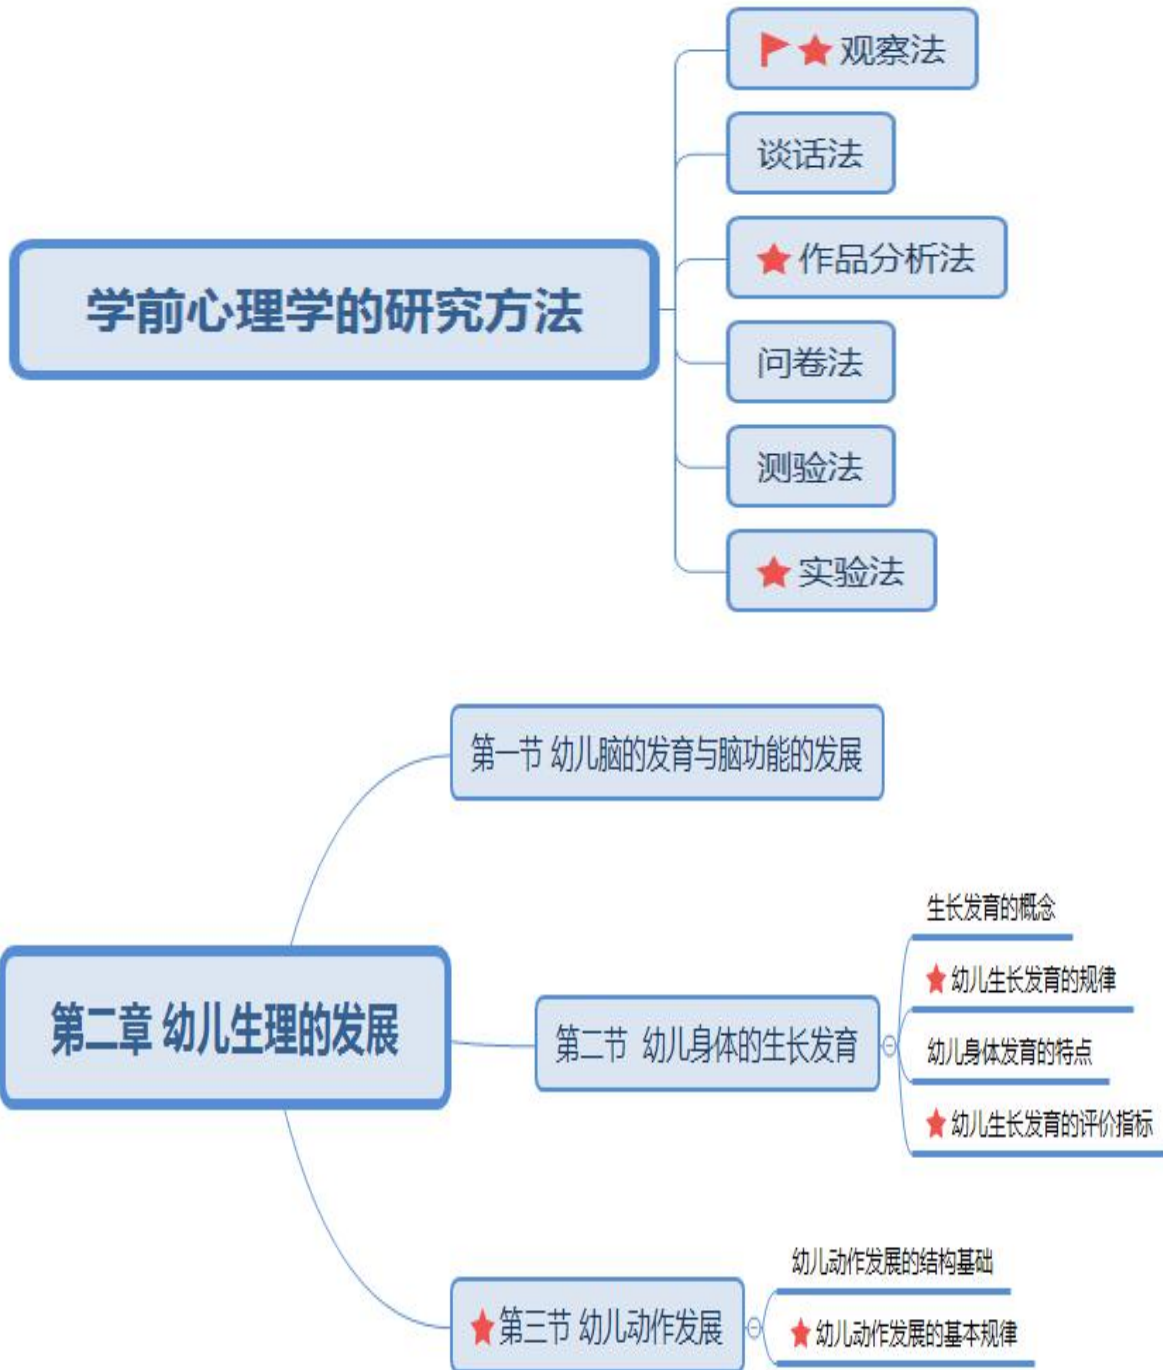 学前心理学的研究方法
观察法
谈话法
作品分析法
问卷法
测验法
实验法
第二章 幼儿生理的发展
第一节 幼儿脑的发育与脑功能的发展
第二节 幼儿身体的生长发育
生长发育的概念
幼儿生长发育的规律
幼儿身体发育的特点
幼儿生长发育的评价指标
第三节 幼儿动作发展
幼儿动作发展的结构基础
幼儿动作发展的基本规律